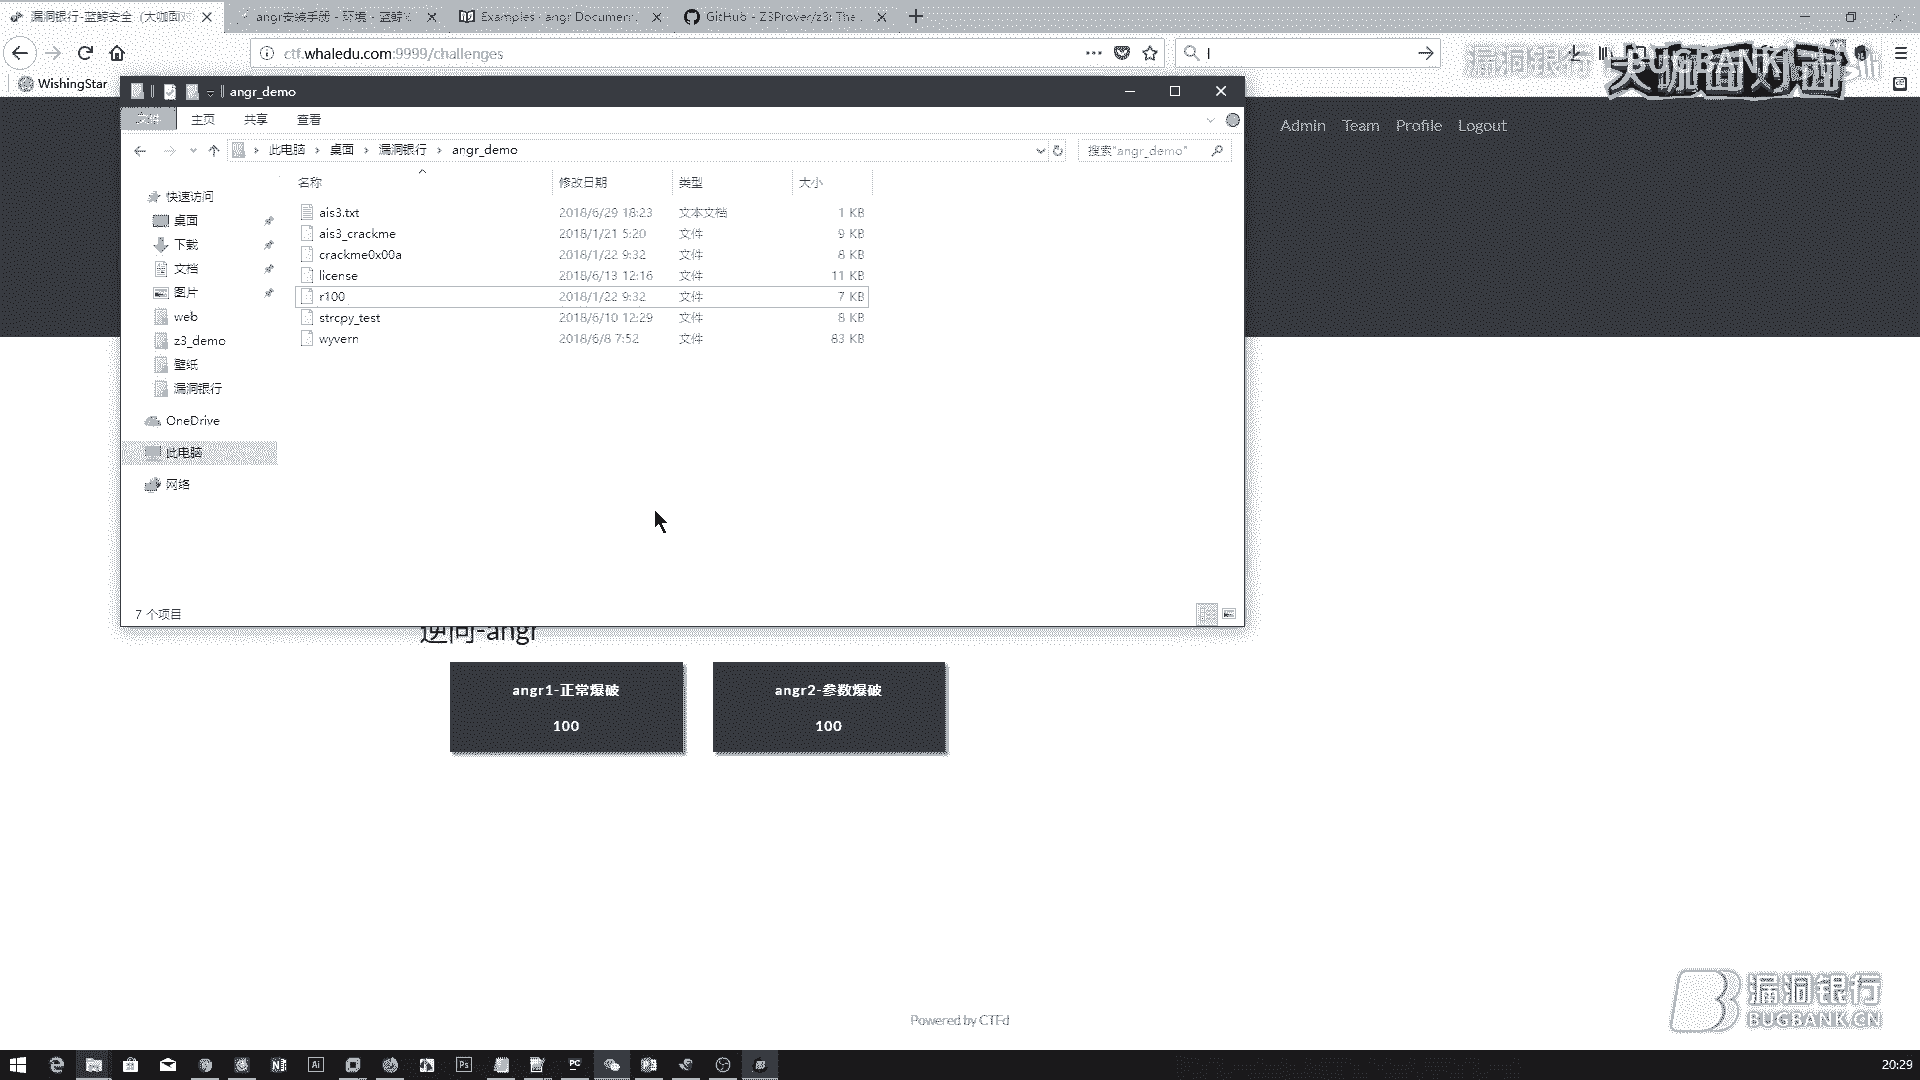 漏洞银行-蓝鲸安全（大咖面对
angr安装手册 - 环境 - 蓝鲸
Examples · angr Document
GitHub - Z3Prover/z3: The
ctf.whaledu.com:9999/challenges
漏洞银行
BUGBANK
大咖面对面
WishingStar
angr_demo
Admin
Team
Profile
Logout
文件
主页
共享
查看
此电脑 › 桌面 › 漏洞银行 › angr_demo
搜索"angr_demo"
名称
修改日期
类型
大小
快速访问
桌面
下载
文档
图片
web
z3_demo
壁纸
漏洞银行
OneDrive
此电脑
网络
ais3.txt 2018/6/29 18:23 文本文档 1 KB
ais3_crackme 2018/1/21 5:20 文件 9 KB
crackme0x00a 2018/1/22 9:32 文件 8 KB
license 2018/6/13 12:16 文件 11 KB
r100 2018/1/22 9:32 文件 7 KB
strcpy_test 2018/6/10 12:29 文件 8 KB
wyvern 2018/6/8 7:52 文件 83 KB
7 个项目
逆向-angr
angr1-正常爆破
100
angr2-参数爆破
100
漏洞银行
BUGBANK.CN
Powered by CTFd
20:29